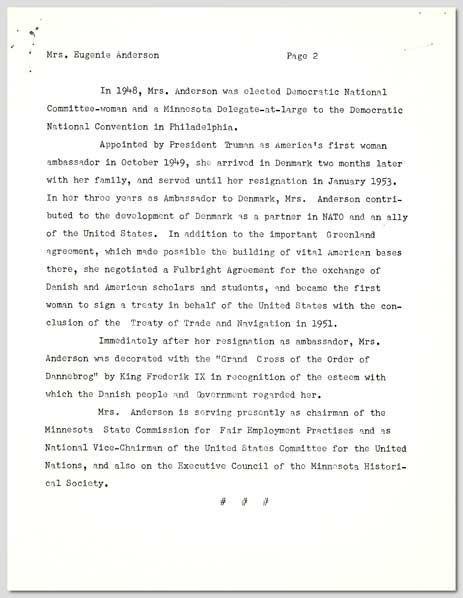 Mrs. Eugenie Anderson Page 2
In 1948, Mrs. Anderson was elected Democratic National
Committee-woman and a Minnesota Delegate-at-large to the Democratic
National Convention in Philadelphia.
Appointed by President Truman as America's first woman
ambassador in October 1949, she arrived in Denmark two months later
with her family, and served until her resignation in January 1953.
In her three years as Ambassador to Denmark, Mrs. Anderson contri-
buted to the development of Denmark as a partner in NATO and an ally
of the United States. In addition to the important Greenland
agreement, which made possible the building of vital American bases
there, she negotiated a Fulbright Agreement for the exchange of
Danish and American scholars and students, and became the first
woman to sign a treaty in behalf of the United States with the con-
clusion of the Treaty of Trade and Navigation in 1951.
Immediately after her resignation as ambassador, Mrs.
Anderson was decorated with the "Grand Cross of the Order of
Dannebrog" by King Frederik IX in recognition of the esteem with
which the Danish people and Government regarded her.
Mrs. Anderson is serving presently as chairman of the
Minnesota State Commission for Fair Employment Practises and as
National Vice-Chairman of the United States Committee for the United
Nations, and also on the Executive Council of the Minnesota Histori-
cal Society.
# # #